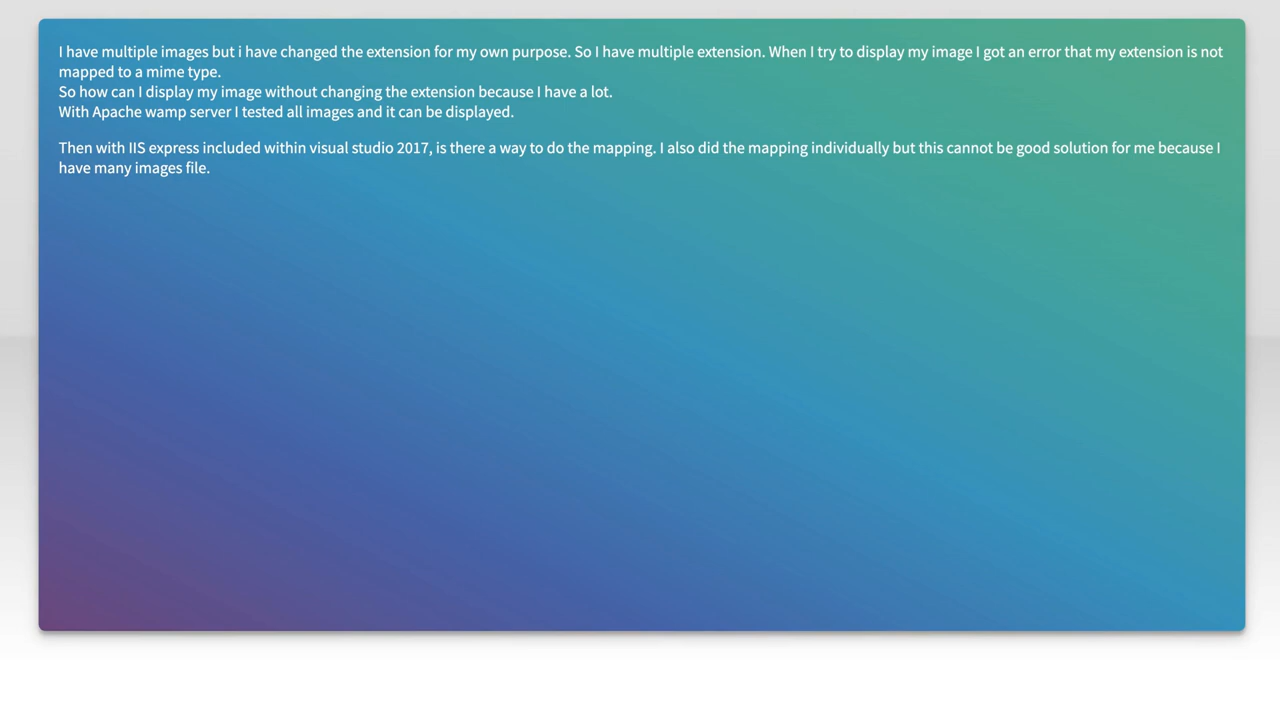 I have multiple images but i have changed the extension for my own purpose. So I have multiple extension. When I try to display my image I got an error that my extension is not
mapped to a mime type.
So how can I display my image without changing the extension because I have a lot.
With Apache wamp server I tested all images and it can be displayed.
Then with IIS express included within visual studio 2017, is there a way to do the mapping. I also did the mapping individually but this cannot be good solution for me because I
have many images file.